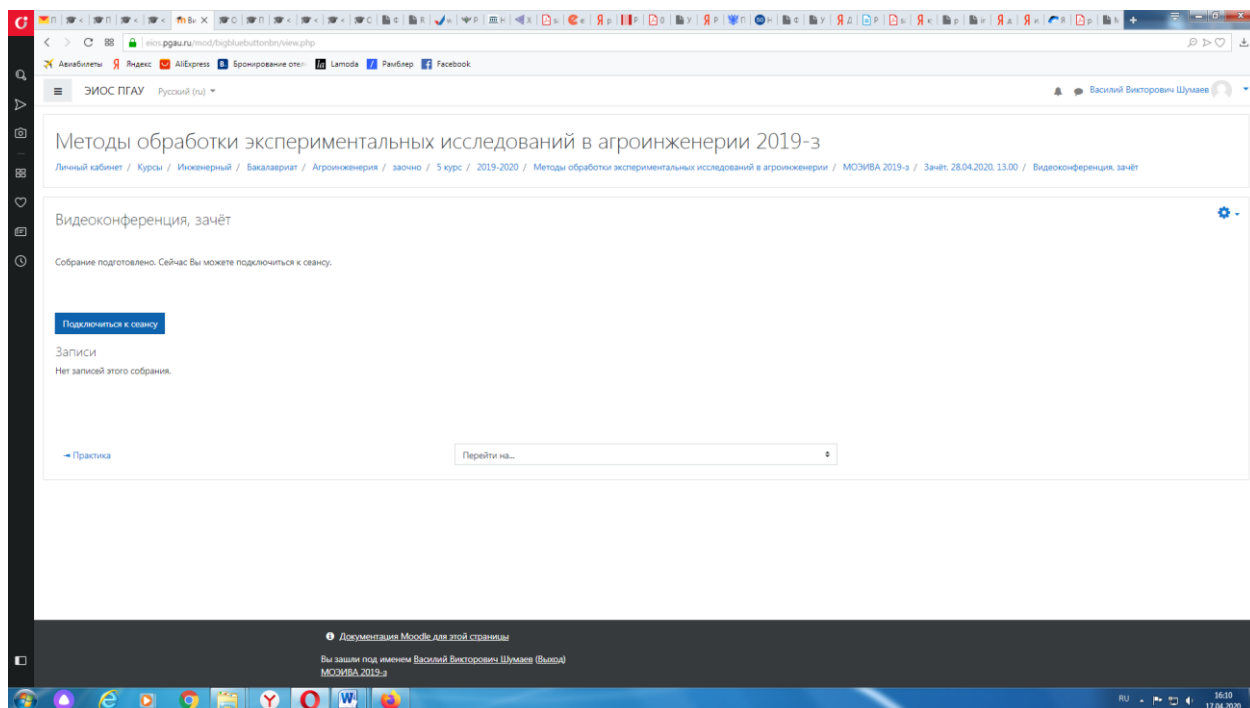 eios.pgau.ru/mod/bigbluebuttonbn/view.php
Авиабилеты Яндекс AliExpress Бронирование отел Lamoda Рамблер Facebook
ЭИОС ПГАУ Русский (ru) Василий Викторович Шумаев
Методы обработки экспериментальных исследований в агроинженерии 2019-з
Личный кабинет / Курсы / Инженерный / Бакалавриат / Агроинженерия / заочно / 5 курс / 2019-2020 / Методы обработки экспериментальных исследований в агроинженерии / МОЭИВА 2019-з / Зачёт. 28.04.2020. 13.00 / Видеоконференция, зачёт
Видеоконференция, зачёт
Собрание подготовлено. Сейчас Вы можете подключиться к сеансу.
Подключиться к сеансу
Записи
Нет записей этого собрания.
◄ Практика
Перейти на...
Документация Moodle для этой страницы
Вы зашли под именем Василий Викторович Шумаев (Выход)
МОЭИВА 2019-з
RU 16:10
17.04.2020